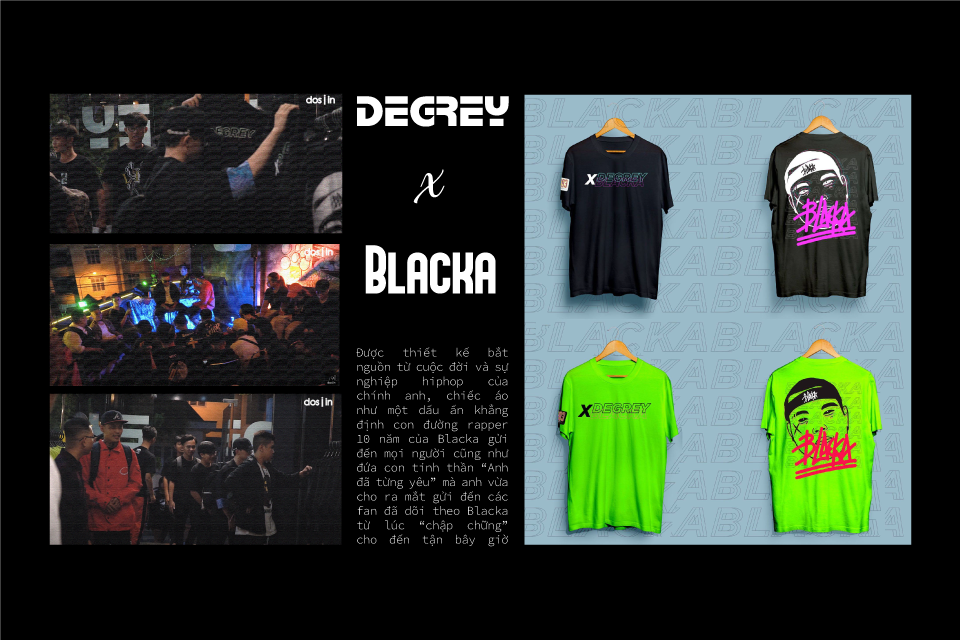 dos|in
DEGREY
dos|in
dos|in
DEGREY
x
BLACKA
Được thiết kế bắt
nguồn từ cuộc đời và sự
nghiệp hiphop của
chính anh, chiếc áo
như một dấu ấn khẳng
định con đường rapper
10 năm của Blacka gửi
đến mọi người cũng như
đứa con tinh thần “Anh
đã từng yêu” mà anh vừa
cho ra mắt gửi đến các
fan đã dõi theo Blacka
từ lúc “chập chững”
cho đến tận bây giờ
BLACKABLACKABLACKA
X DEGREY
BLACKA
X DEGREY
BLACKA